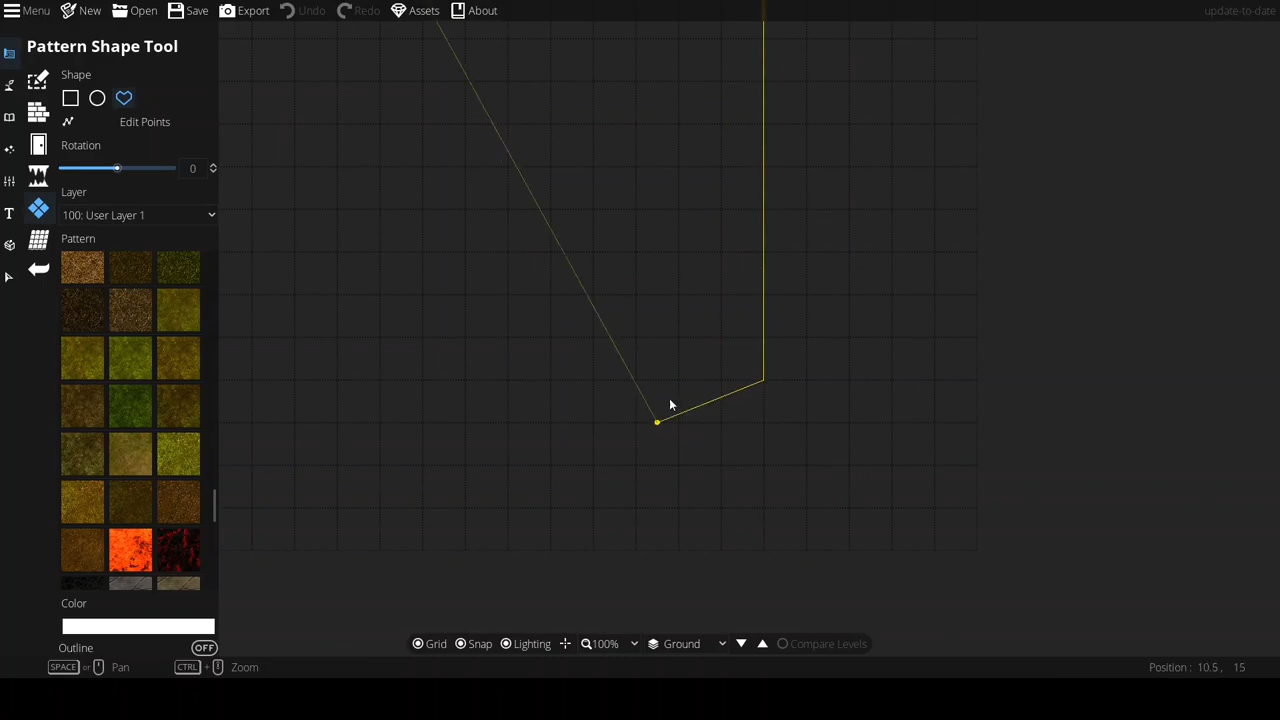 Menu New Open Save Export Undo Redo Assets About update-to-date
Pattern Shape Tool
Shape
Edit Points
Rotation
0
Layer
100: User Layer 1
Pattern
Color
Outline OFF
Grid Snap Lighting 100% Ground Compare Levels
SPACE or Pan CTRL + Zoom Position : 10.5, 15